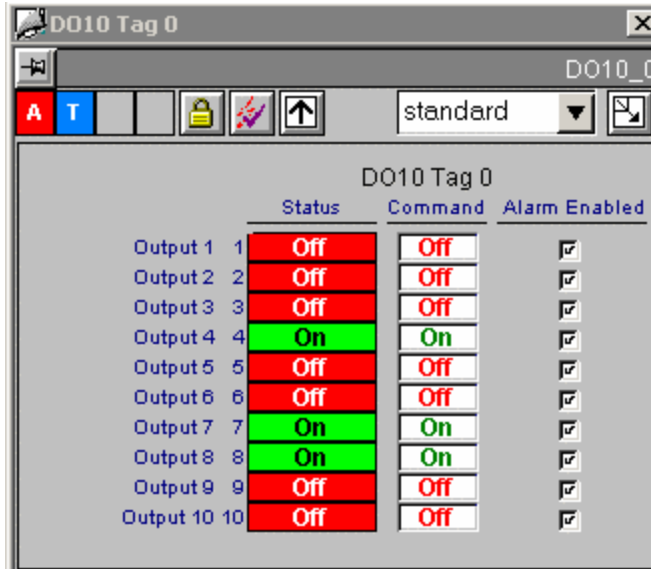 DO10 Tag 0
DO10_0
A T standard
DO10 Tag 0
Status Command Alarm Enabled
Output 1 1 Off Off
Output 2 2 Off Off
Output 3 3 Off Off
Output 4 4 On On
Output 5 5 Off Off
Output 6 6 Off Off
Output 7 7 On On
Output 8 8 On On
Output 9 9 Off Off
Output 10 10 Off Off